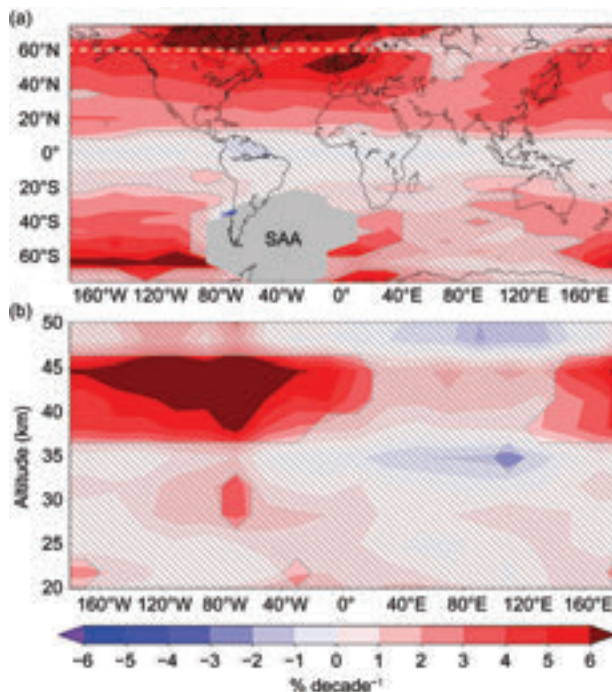 (a)
60°N
40°N
20°N
0°
20°S
40°S
60°S
SAA
160°W 120°W 80°W 40°W 0° 40°E 80°E 120°E 160°E
(b)
50
45
40
35
30
25
20
Altitude (km)
160°W 120°W 80°W 40°W 0° 40°E 80°E 120°E 160°E
−6 −5 −4 −3 −2 −1 0 1 2 3 4 5 6
% decade⁻¹